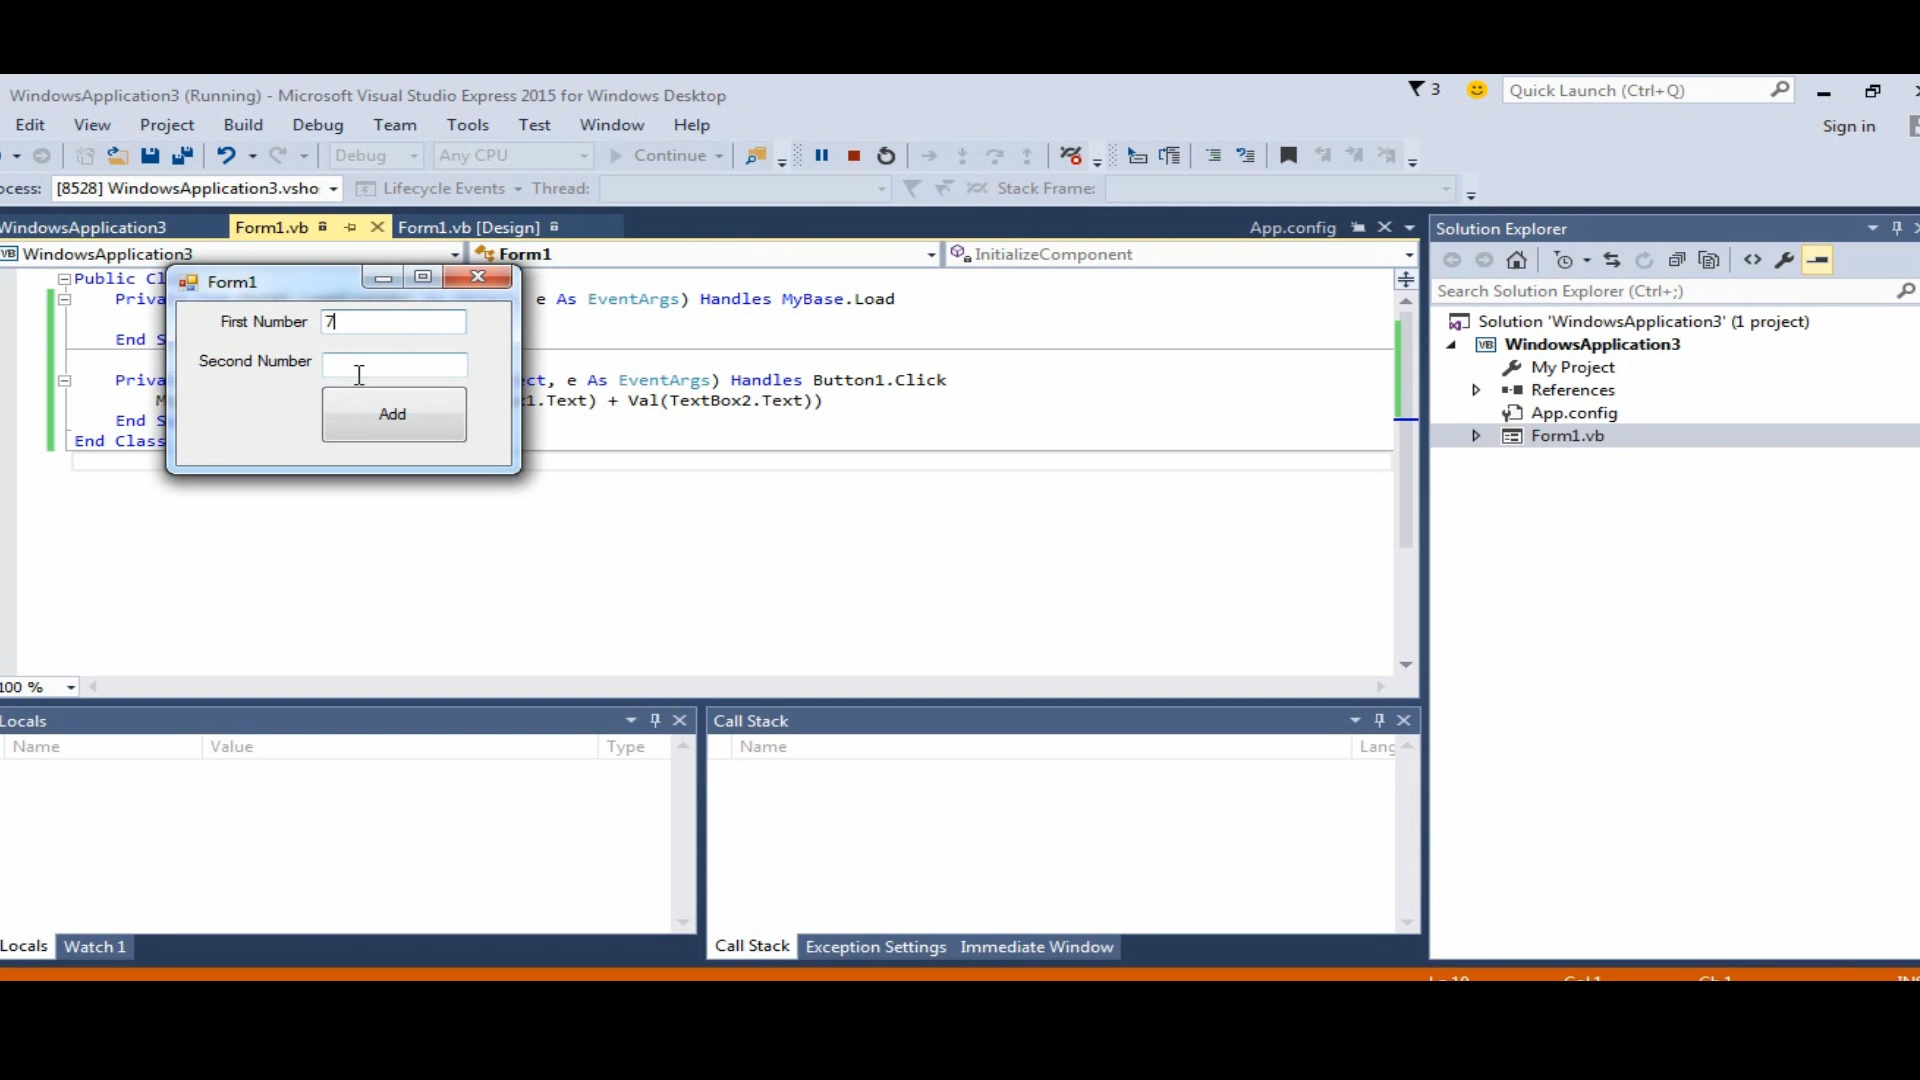 WindowsApplication3 (Running) - Microsoft Visual Studio Express 2015 for Windows Desktop
3
Quick Launch (Ctrl+Q)
Edit View Project Build Debug Team Tools Test Window Help
Sign in
Debug Any CPU Continue
ocess: [8528] WindowsApplication3.vsho Lifecycle Events Thread: Stack Frame:
WindowsApplication3 Form1.vb Form1.vb [Design] App.config
VB WindowsApplication3 Form1 InitializeComponent
Public Cl
Priva e As EventArgs) Handles MyBase.Load
End S
Priva ct, e As EventArgs) Handles Button1.Click
M 1.Text) + Val(TextBox2.Text))
End S
End Class
Form1
First Number 7
Second Number
Add
Solution Explorer
Search Solution Explorer (Ctrl+;)
Solution 'WindowsApplication3' (1 project)
VB WindowsApplication3
My Project
References
App.config
Form1.vb
100 %
Locals
Name Value Type
Locals Watch 1
Call Stack
Name Lang
Call Stack Exception Settings Immediate Window